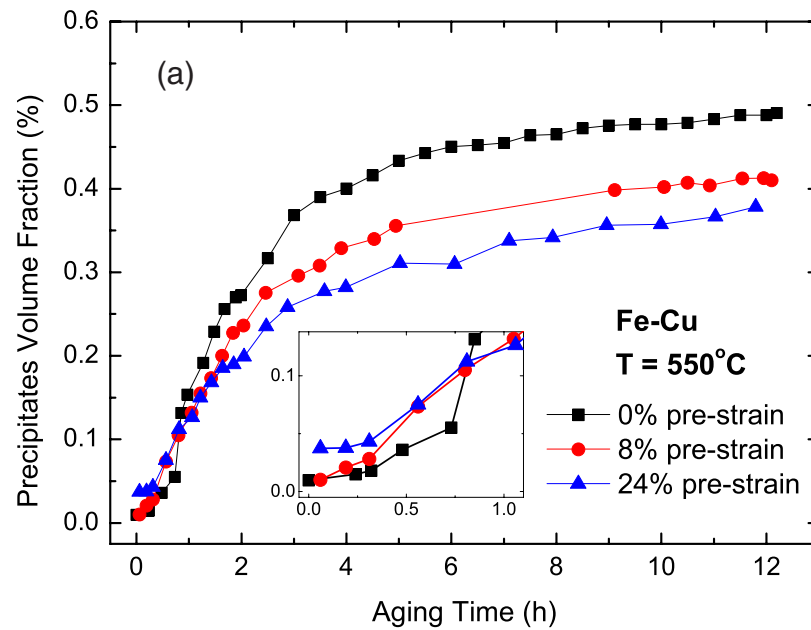 (a)
Precipitates Volume Fraction (%)
0.6
0.5
0.4
0.3
0.2
0.1
0.0
0.1
0.0
0.0
0.5
1.0
Fe-Cu
T = 550°C
0% pre-strain
8% pre-strain
24% pre-strain
0
2
4
6
8
10
12
Aging Time (h)